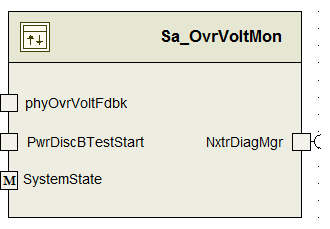 Sa_OvrVoltMon
phyOvrVoltFdbk
PwrDiscBTestStart NxtrDiagMgr
M SystemState